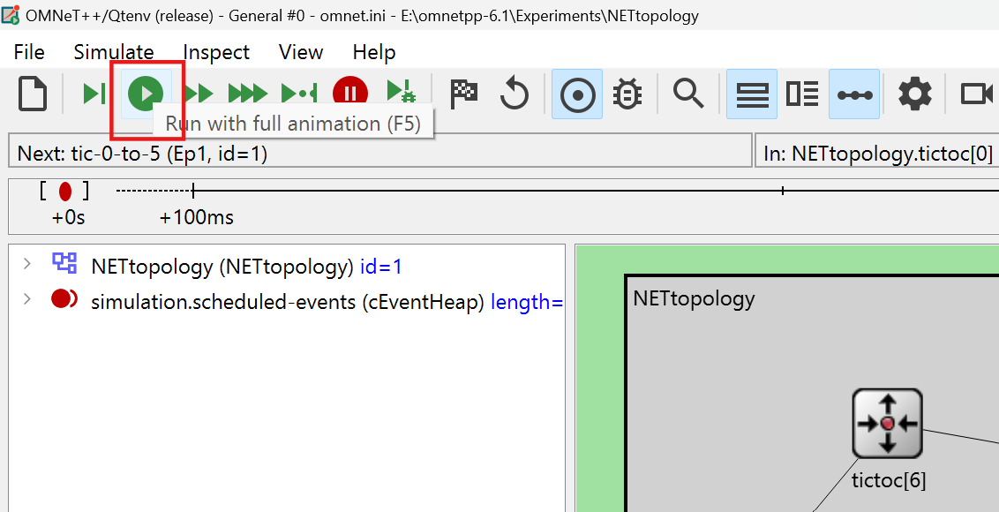 OMNeT++/Qtenv (release) - General #0 - omnet.ini - E:\omnetpp-6.1\Experiments\NETtopology
File Simulate Inspect View Help
Run with full animation (F5)
Next: tic-0-to-5 (Ep1, id=1)
In: NETtopology.tictoc[0]
[ ]
+0s +100ms
NETtopology (NETtopology) id=1
simulation.scheduled-events (cEventHeap) length=
NETtopology
tictoc[6]